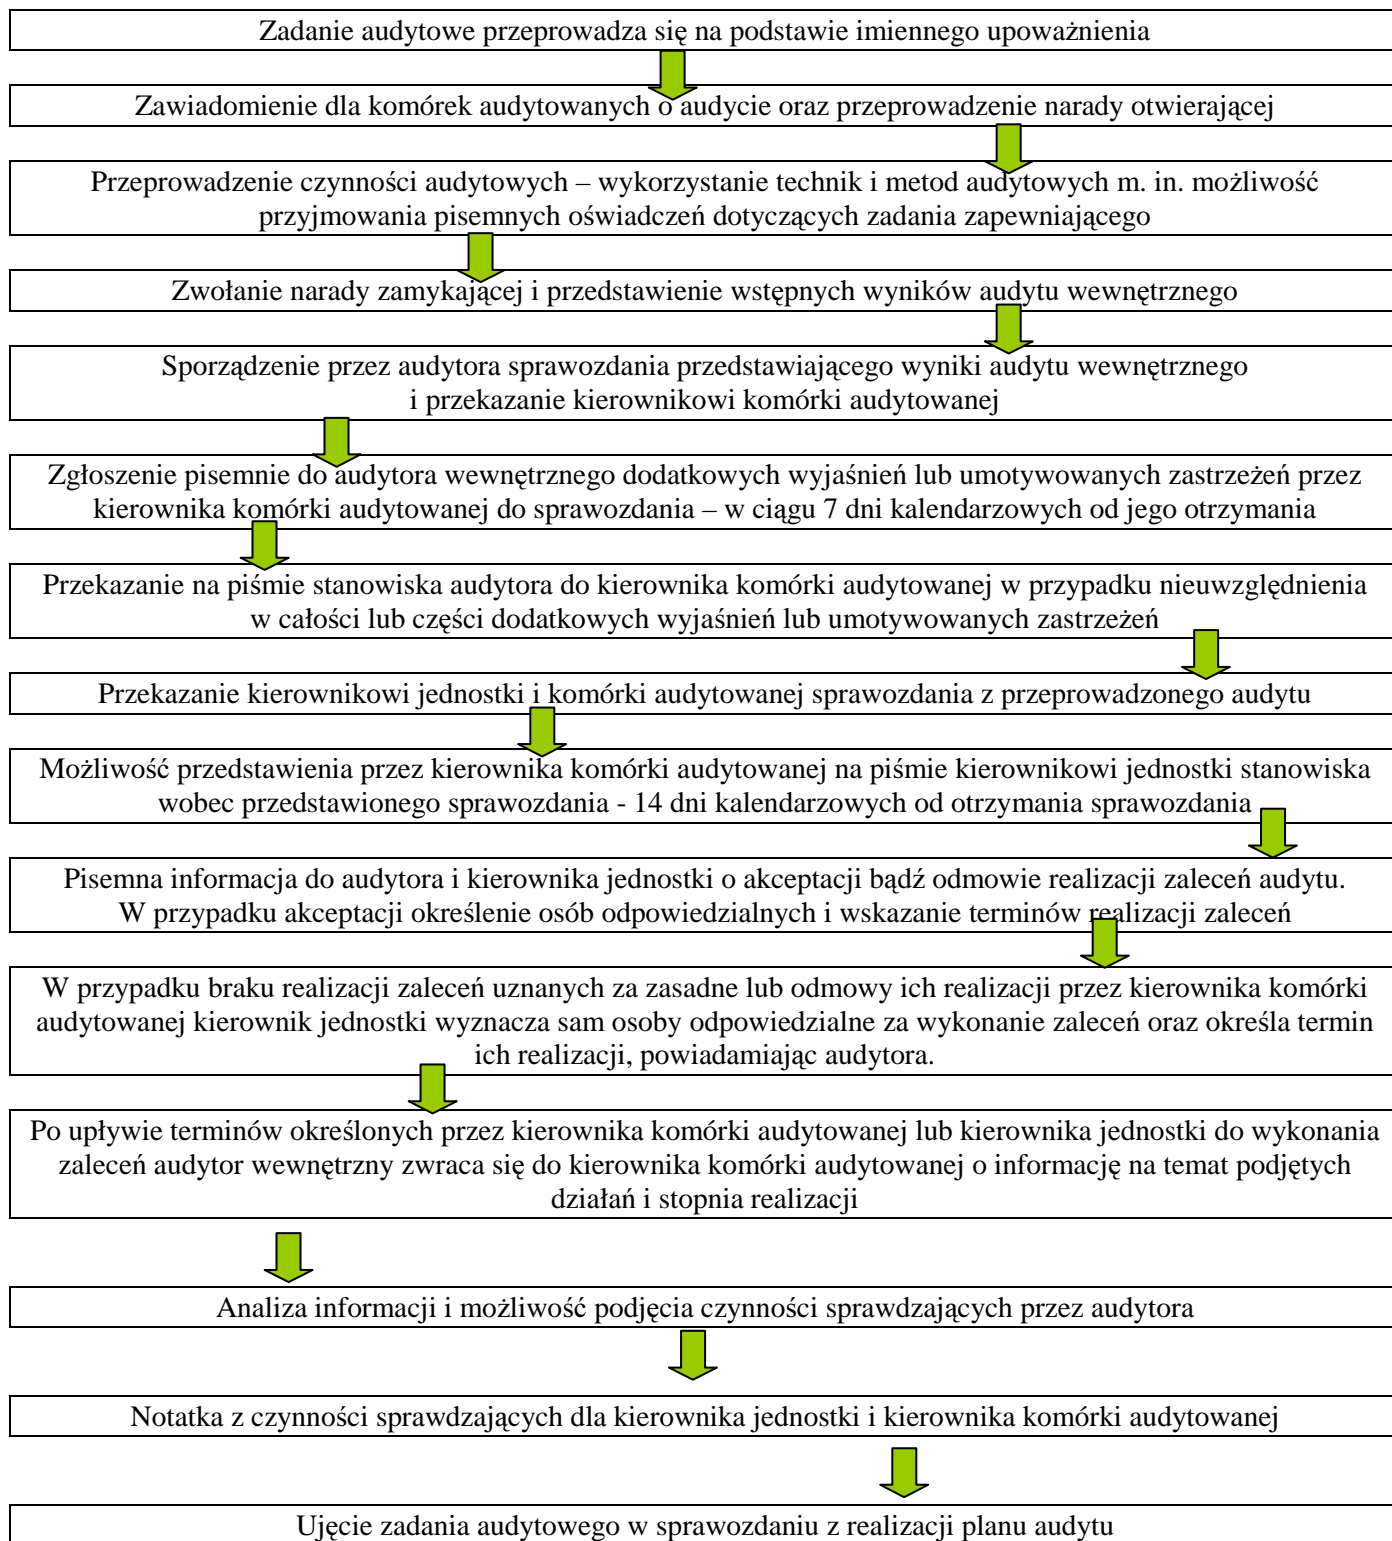 Zadanie audytowe przeprowadza się na podstawie imiennego upoważnienia
Zawiadomienie dla komórek audytowanych o audycie oraz przeprowadzenie narady otwierającej
Przeprowadzenie czynności audytowych – wykorzystanie technik i metod audytowych m. in. możliwość
przyjmowania pisemnych oświadczeń dotyczących zadania zapewniającego
Zwołanie narady zamykającej i przedstawienie wstępnych wyników audytu wewnętrznego
Sporządzenie przez audytora sprawozdania przedstawiającego wyniki audytu wewnętrznego
i przekazanie kierownikowi komórki audytowanej
Zgłoszenie pisemnie do audytora wewnętrznego dodatkowych wyjaśnień lub umotywowanych zastrzeżeń przez
kierownika komórki audytowanej do sprawozdania – w ciągu 7 dni kalendarzowych od jego otrzymania
Przekazanie na piśmie stanowiska audytora do kierownika komórki audytowanej w przypadku nieuwzględnienia
w całości lub części dodatkowych wyjaśnień lub umotywowanych zastrzeżeń
Przekazanie kierownikowi jednostki i komórki audytowanej sprawozdania z przeprowadzonego audytu
Możliwość przedstawienia przez kierownika komórki audytowanej na piśmie kierownikowi jednostki stanowiska
wobec przedstawionego sprawozdania - 14 dni kalendarzowych od otrzymania sprawozdania
Pisemna informacja do audytora i kierownika jednostki o akceptacji bądź odmowie realizacji zaleceń audytu.
W przypadku akceptacji określenie osób odpowiedzialnych i wskazanie terminów realizacji zaleceń
W przypadku braku realizacji zaleceń uznanych za zasadne lub odmowy ich realizacji przez kierownika komórki
audytowanej kierownik jednostki wyznacza sam osoby odpowiedzialne za wykonanie zaleceń oraz określa termin
ich realizacji, powiadamiając audytora.
Po upływie terminów określonych przez kierownika komórki audytowanej lub kierownika jednostki do wykonania
zaleceń audytor wewnętrzny zwraca się do kierownika komórki audytowanej o informację na temat podjętych
działań i stopnia realizacji
Analiza informacji i możliwość podjęcia czynności sprawdzających przez audytora
Notatka z czynności sprawdzających dla kierownika jednostki i kierownika komórki audytowanej
Ujęcie zadania audytowego w sprawozdaniu z realizacji planu audytu